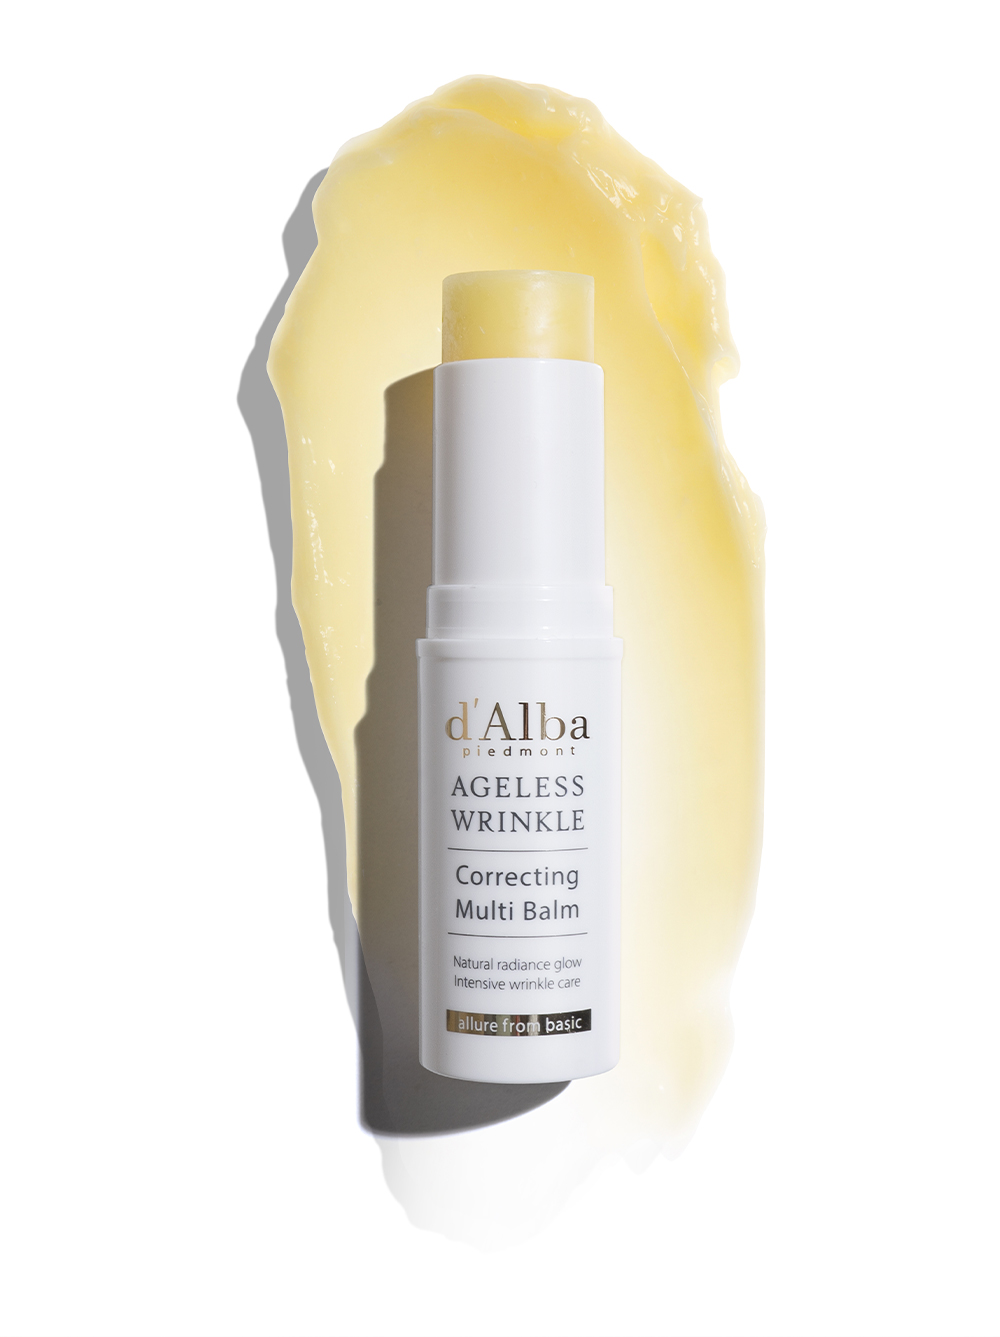 d'Alba
piedmont
AGELESS
WRINKLE
Correcting
Multi Balm
Natural radiance glow
Intensive wrinkle care
allure from basic